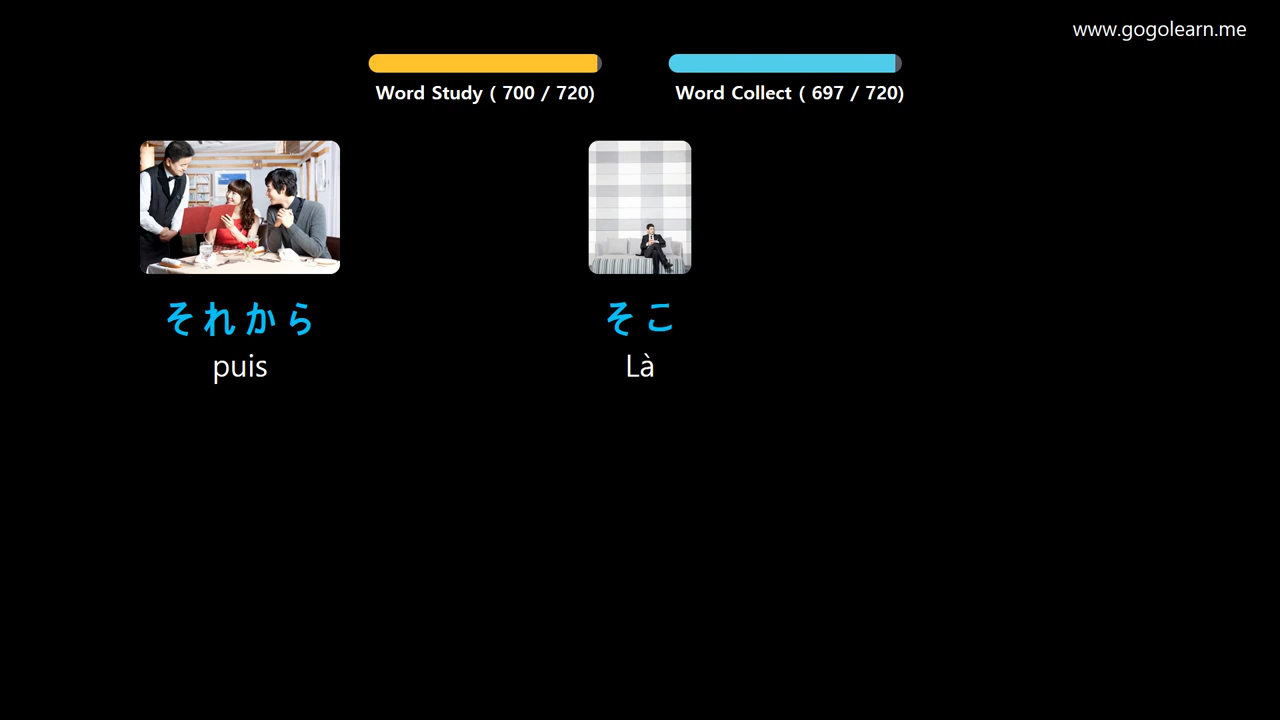 www.gogolearn.me
Word Study ( 700 / 720)
Word Collect ( 697 / 720)
それから
puis
そこ
Là